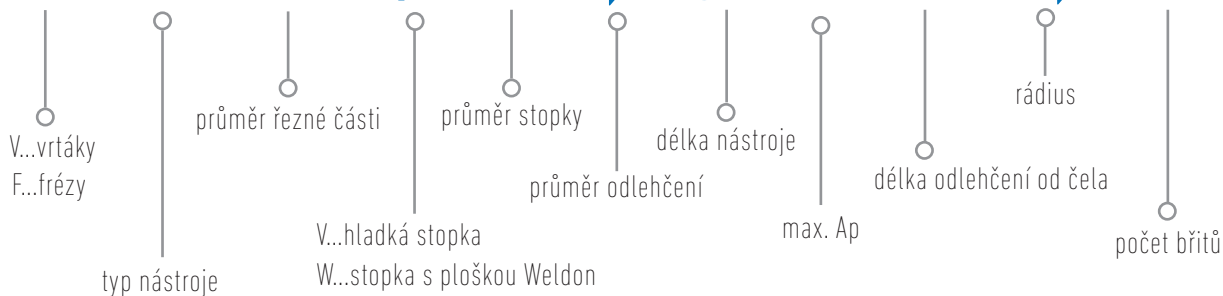 V...vrtáky
F...frézy
typ nástroje
průměr řezné části
V...hladká stopka
W...stopka s ploškou Weldon
průměr stopky
průměr odlehčení
délka nástroje
max. Ap
délka odlehčení od čela
rádius
počet břitů